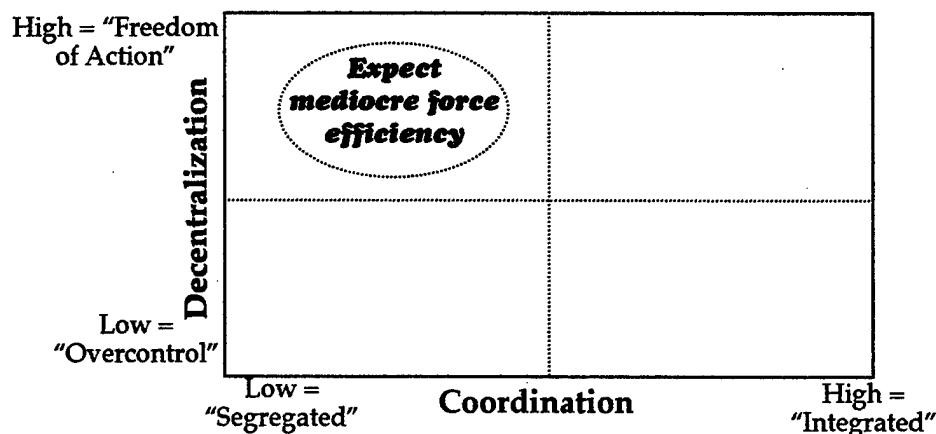 High = “Freedom
of Action”
Expect
mediocre force
efficiency
Decentralization
Low =
“Overcontrol”
Low =
“Segregated”
Coordination
High =
“Integrated”